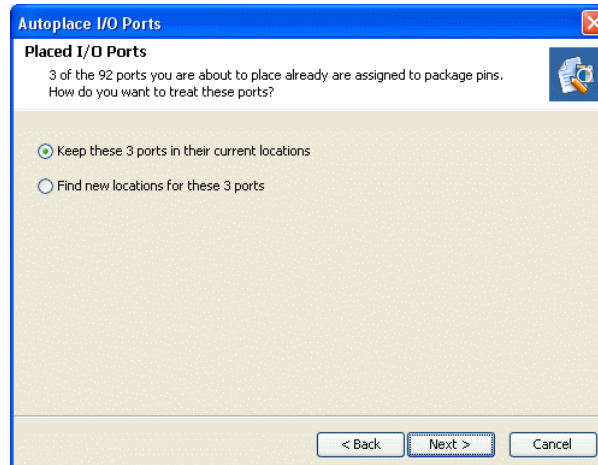 Autoplace I/O Ports
Placed I/O Ports
3 of the 92 ports you are about to place already are assigned to package pins.
How do you want to treat these ports?
Keep these 3 ports in their current locations
Find new locations for these 3 ports
< Back
Next >
Cancel